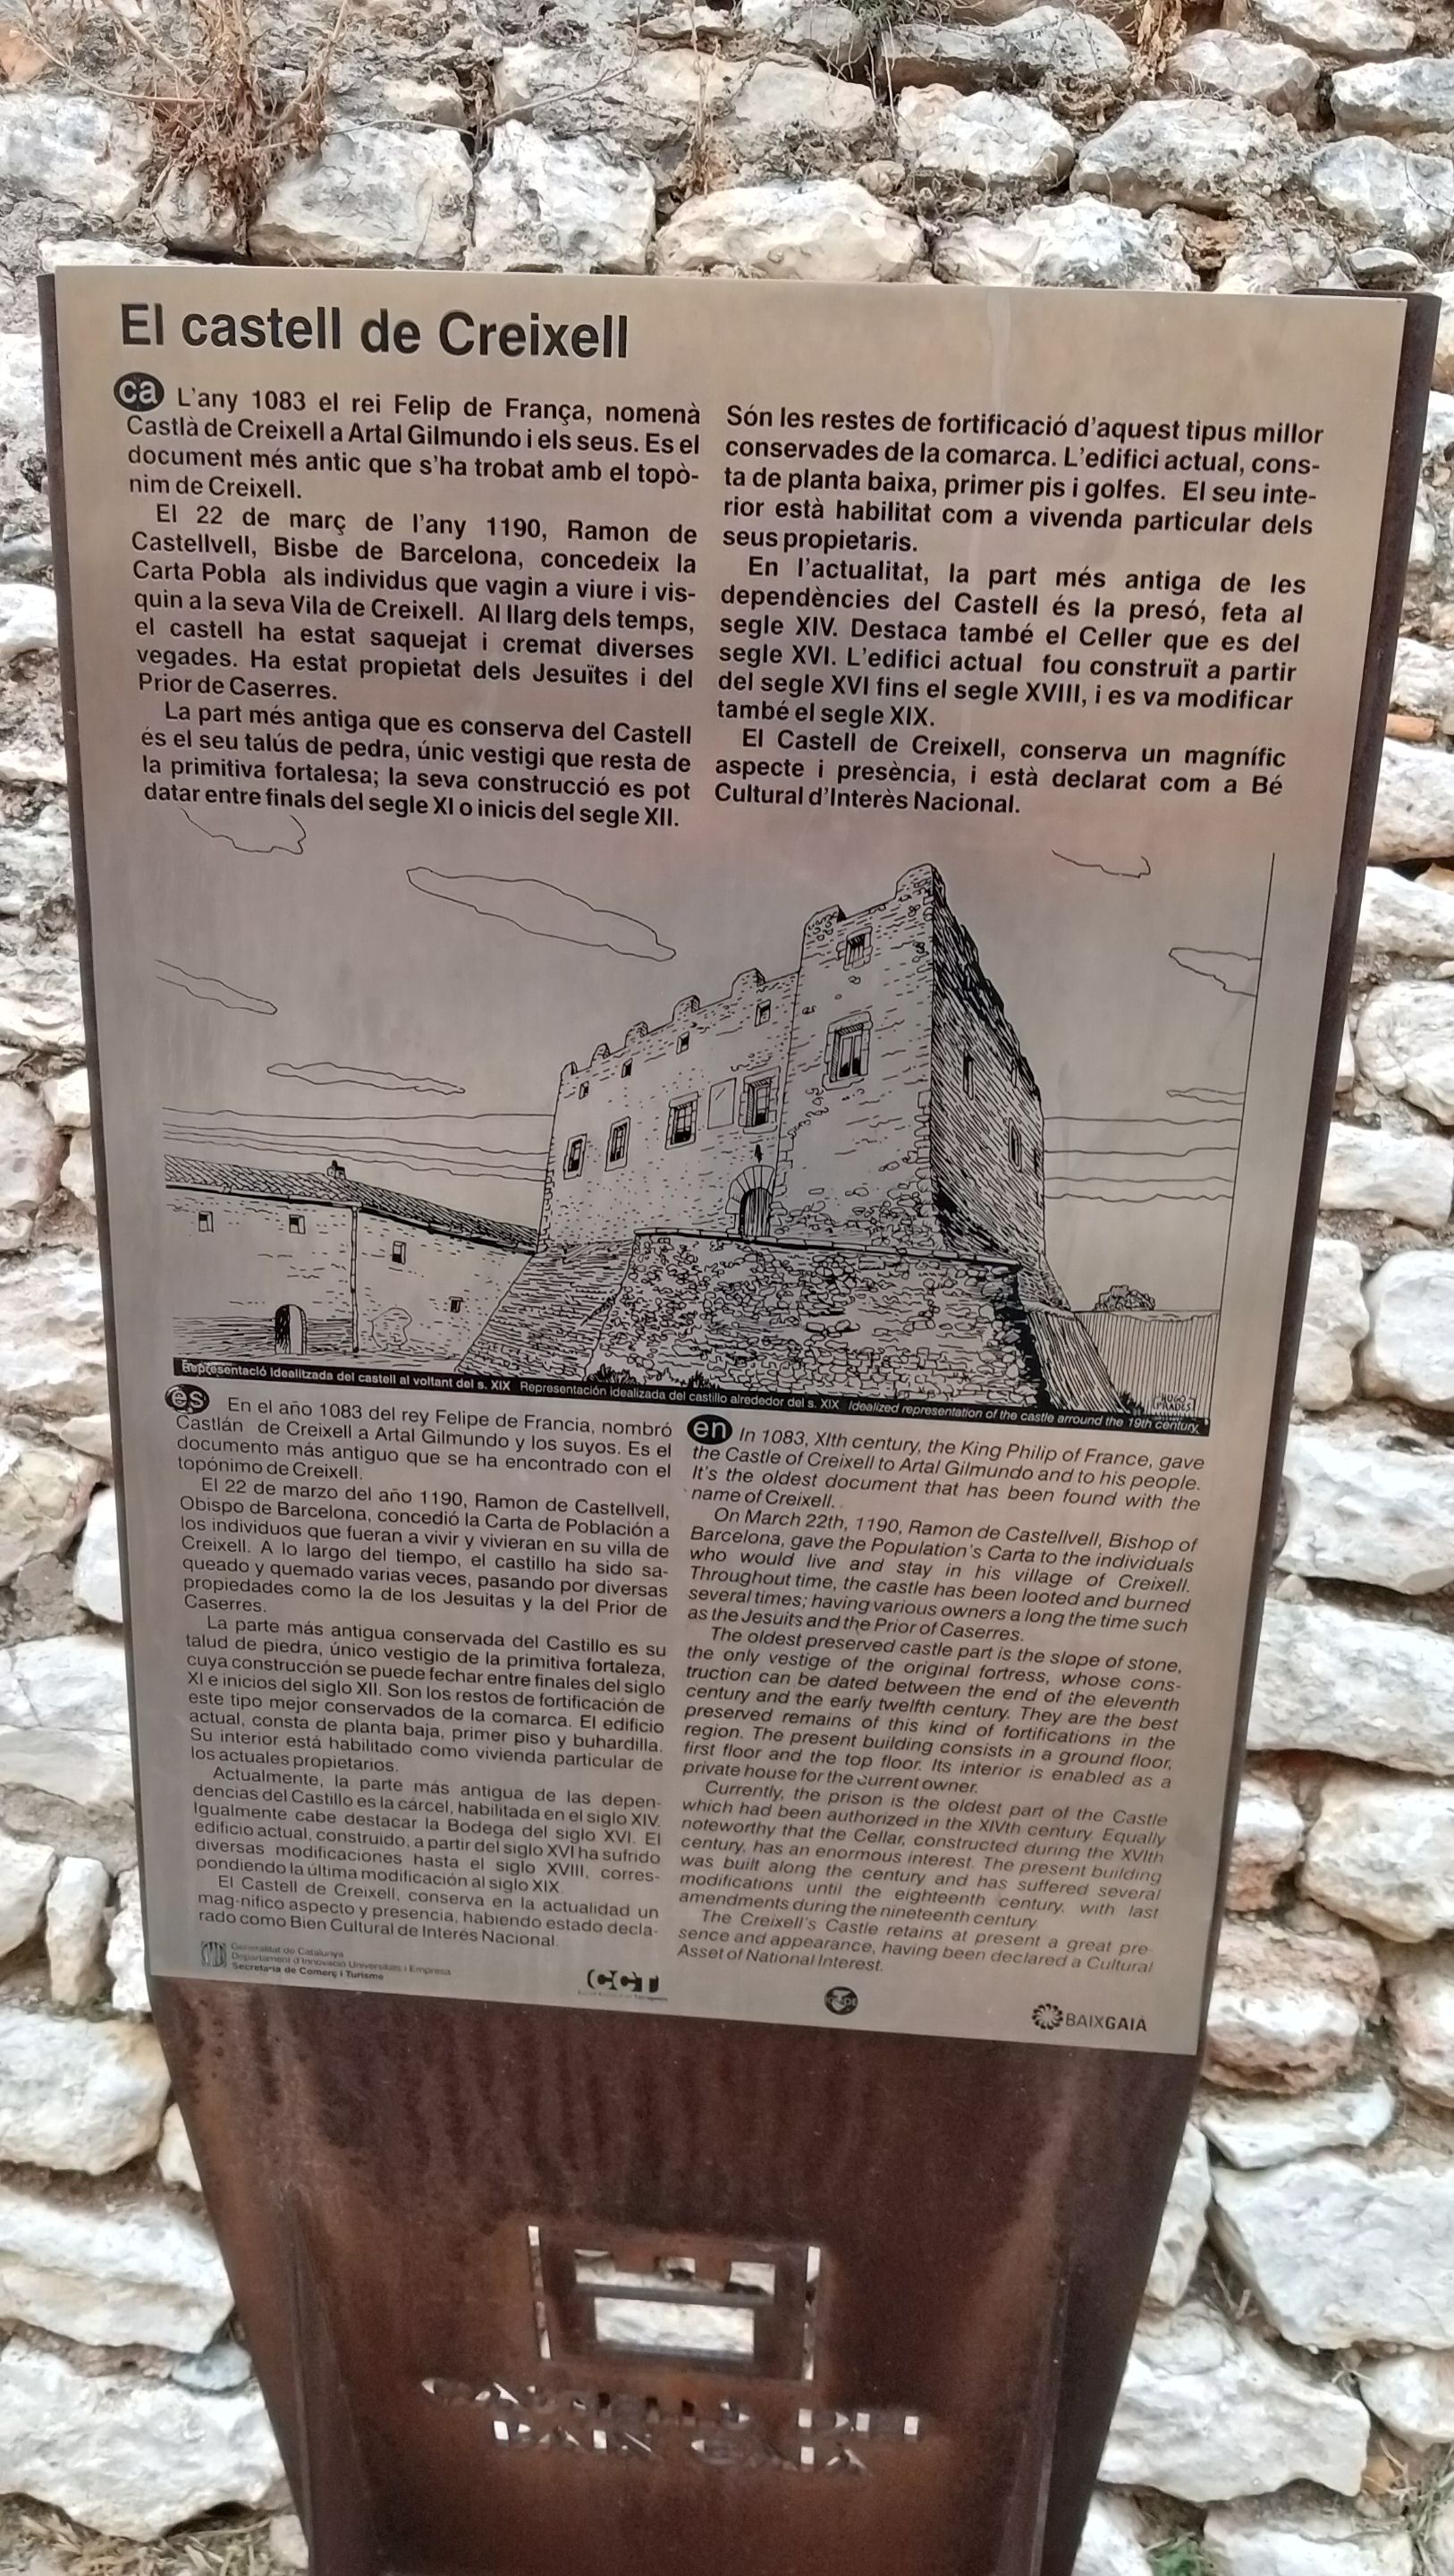 El castell de Creixell
ca L'any 1083 el rei Felip de França, nomenà
Castlà de Creixell a Artal Gilmundo i els seus. Es el
document més antic que s'ha trobat amb el topò-
nim de Creixell.
El 22 de març de l'any 1190, Ramon de
Castellvell, Bisbe de Barcelona, concedeix la
Carta Pobla als individus que vagin a viure i vis-
quin a la seva Vila de Creixell. Al llarg dels temps,
el castell ha estat saquejat i cremat diverses
vegades. Ha estat propietat dels Jesuïtes i del
Prior de Caserres.
La part més antiga que es conserva del Castell
és el seu talús de pedra, únic vestigi que resta de
la primitiva fortalesa; la seva construcció es pot
datar entre finals del segle XI o inicis del segle XII.
Són les restes de fortificació d'aquest tipus millor
conservades de la comarca. L'edifici actual, cons-
ta de planta baixa, primer pis i golfes. El seu inte-
rior està habilitat com a vivenda particular dels
seus propietaris.
En l'actualitat, la part més antiga de les
dependències del Castell és la presó, feta al
segle XIV. Destaca també el Celler que es del
segle XVI. L'edifici actual fou construït a partir
del segle XVI fins el segle XVIII, i es va modificar
també el segle XIX.
El Castell de Creixell, conserva un magnífic
aspecte i presència, i està declarat com a Bé
Cultural d'Interès Nacional.
HUGO
PRADES
Representació Idealitzada del castell al voltant del s. XIX Representación idealizada del castillo alrededor del s. XIX Idealized representation of the castle arround the 19th century.
es En el año 1083 del rey Felipe de Francia, nombró
Castlán de Creixell a Artal Gilmundo y los suyos. Es el
documento más antiguo que se ha encontrado con el
topónimo de Creixell.
El 22 de marzo del año 1190, Ramon de Castellvell,
Obispo de Barcelona, concedió la Carta de Población a
los individuos que fueran a vivir y vivieran en su villa de
Creixell. A lo largo del tiempo, el castillo ha sido sa-
queado y quemado varias veces, pasando por diversas
propiedades como la de los Jesuitas y la del Prior de
Caserres.
La parte más antigua conservada del Castillo es su
talud de piedra, único vestigio de la primitiva fortaleza,
cuya construcción se puede fechar entre finales del siglo
XI e inicios del siglo XII. Son los restos de fortificación de
este tipo mejor conservados de la comarca. El edificio
actual, consta de planta baja, primer piso y buhardilla.
Su interior está habilitado como vivienda particular de
los actuales propietarios.
Actualmente, la parte más antigua de las depen-
dencias del Castillo es la cárcel, habilitada en el siglo XIV.
Igualmente cabe destacar la Bodega del siglo XVI. El
edificio actual, construido, a partir del siglo XVI ha sufrido
diversas modificaciones hasta el siglo XVIII, corres-
pondiendo la última modificación al siglo XIX.
El Castell de Creixell, conserva en la actualidad un
mag-nífico aspecto y presencia, habiendo estado decla-
rado como Bien Cultural de Interés Nacional.
en In 1083, XIth century, the King Philip of France, gave
the Castle of Creixell to Artal Gilmundo and to his people.
It's the oldest document that has been found with the
name of Creixell.
On March 22th, 1190, Ramon de Castellvell, Bishop of
Barcelona, gave the Population's Carta to the individuals
who would live and stay in his village of Creixell.
Throughout time, the castle has been looted and burned
several times; having various owners a long the time such
as the Jesuits and the Prior of Caserres.
The oldest preserved castle part is the slope of stone,
the only vestige of the original fortress, whose cons-
truction can be dated between the end of the eleventh
century and the early twelfth century. They are the best
preserved remains of this kind of fortifications in the
region. The present building consists in a ground floor,
first floor and the top floor. Its interior is enabled as a
private house for the current owner.
Currently, the prison is the oldest part of the Castle
which had been authorized in the XIVth century. Equally
noteworthy that the Cellar, constructed during the XVIth
century, has an enormous interest. The present building
was built along the century and has suffered several
modifications until the eighteenth century, with last
amendments during the nineteenth century.
The Creixell's Castle retains at present a great pre-
sence and appearance, having been declared a Cultural
Asset of National Interest.
Generalitat de Catalunya
Departament d'Innovació Universitats i Empresa
Secretaria de Comerç i Turisme
CCT
BAIXGAIÀ
CASTELLS DEL
BAIX GAIÀ